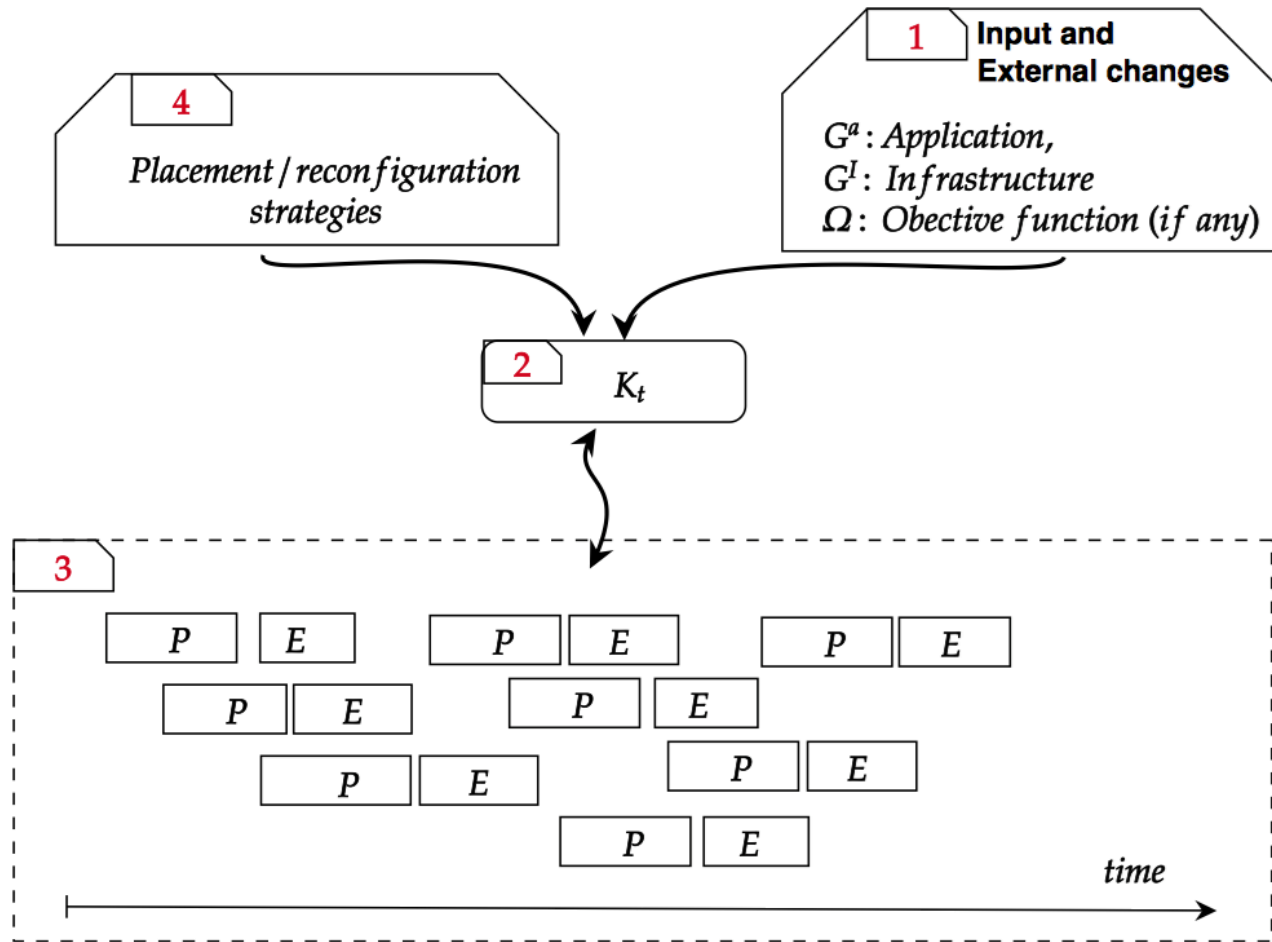 1 Input and
External changes
4
G^a : Application,
Placement / reconfiguration
G^I : Infrastructure
strategies
Ω : Obective function (if any)
2
K_t
3
P E P E P E
P E P E
P E P E
P E
time